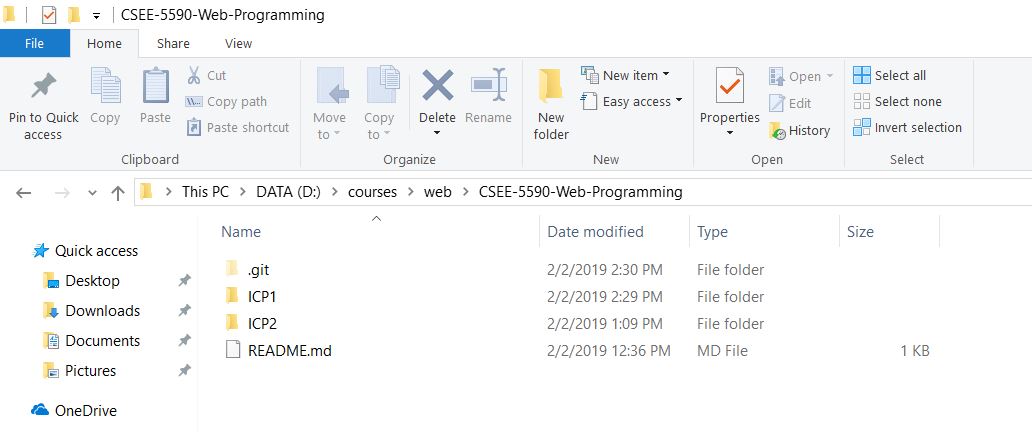 CSEE-5590-Web-Programming
File Home Share View
Pin to Quick access
Copy
Paste
Cut
Copy path
Paste shortcut
Clipboard
Move to
Copy to
Delete
Rename
Organize
New folder
New item
Easy access
New
Properties
Open
Edit
History
Open
Select all
Select none
Invert selection
Select
This PC > DATA (D:) > courses > web > CSEE-5590-Web-Programming
Name Date modified Type Size
Quick access
Desktop
Downloads
Documents
Pictures
OneDrive
.git 2/2/2019 2:30 PM File folder
ICP1 2/2/2019 2:29 PM File folder
ICP2 2/2/2019 1:09 PM File folder
README.md 2/2/2019 12:36 PM MD File 1 KB